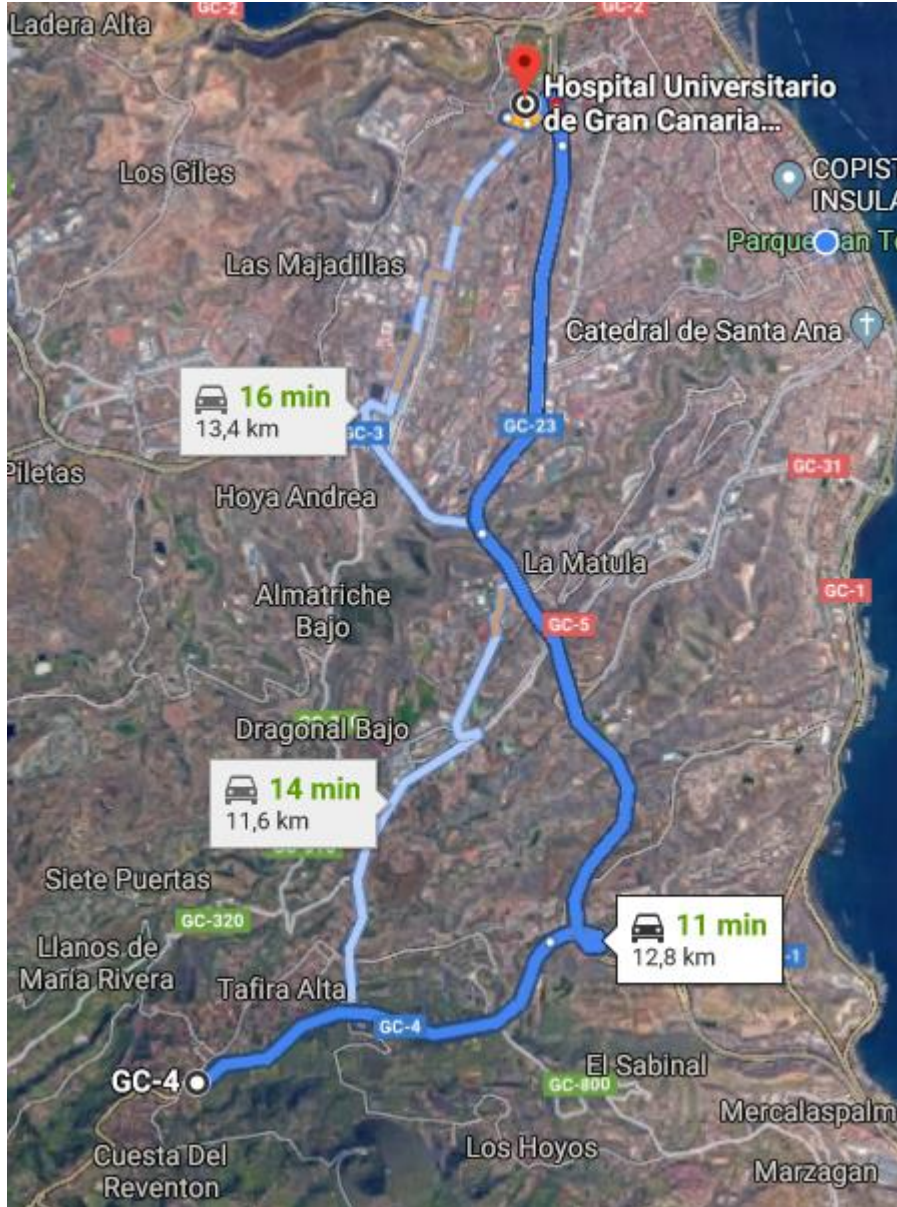 GC-2
GC-2
Ladera Alta
Hospital Universitario
de Gran Canaria...
Los Giles
COPIST
INSULA
Parque San Te
Las Majadillas
Catedral de Santa Ana
16 min
13,4 km
GC-3
GC-23
GC-31
Piletas
Hoya Andrea
La Matula
Almatriche
Bajo
GC-1
GC-5
Dragonal Bajo
14 min
11,6 km
Siete Puertas
GC-320
11 min
12,8 km
-1
Llanos de
María Rivera
Tafira Alta
GC-4
GC-4
El Sabinal
GC-800
Mercalaspalm
Los Hoyos
Cuesta Del
Reventon
Marzagan